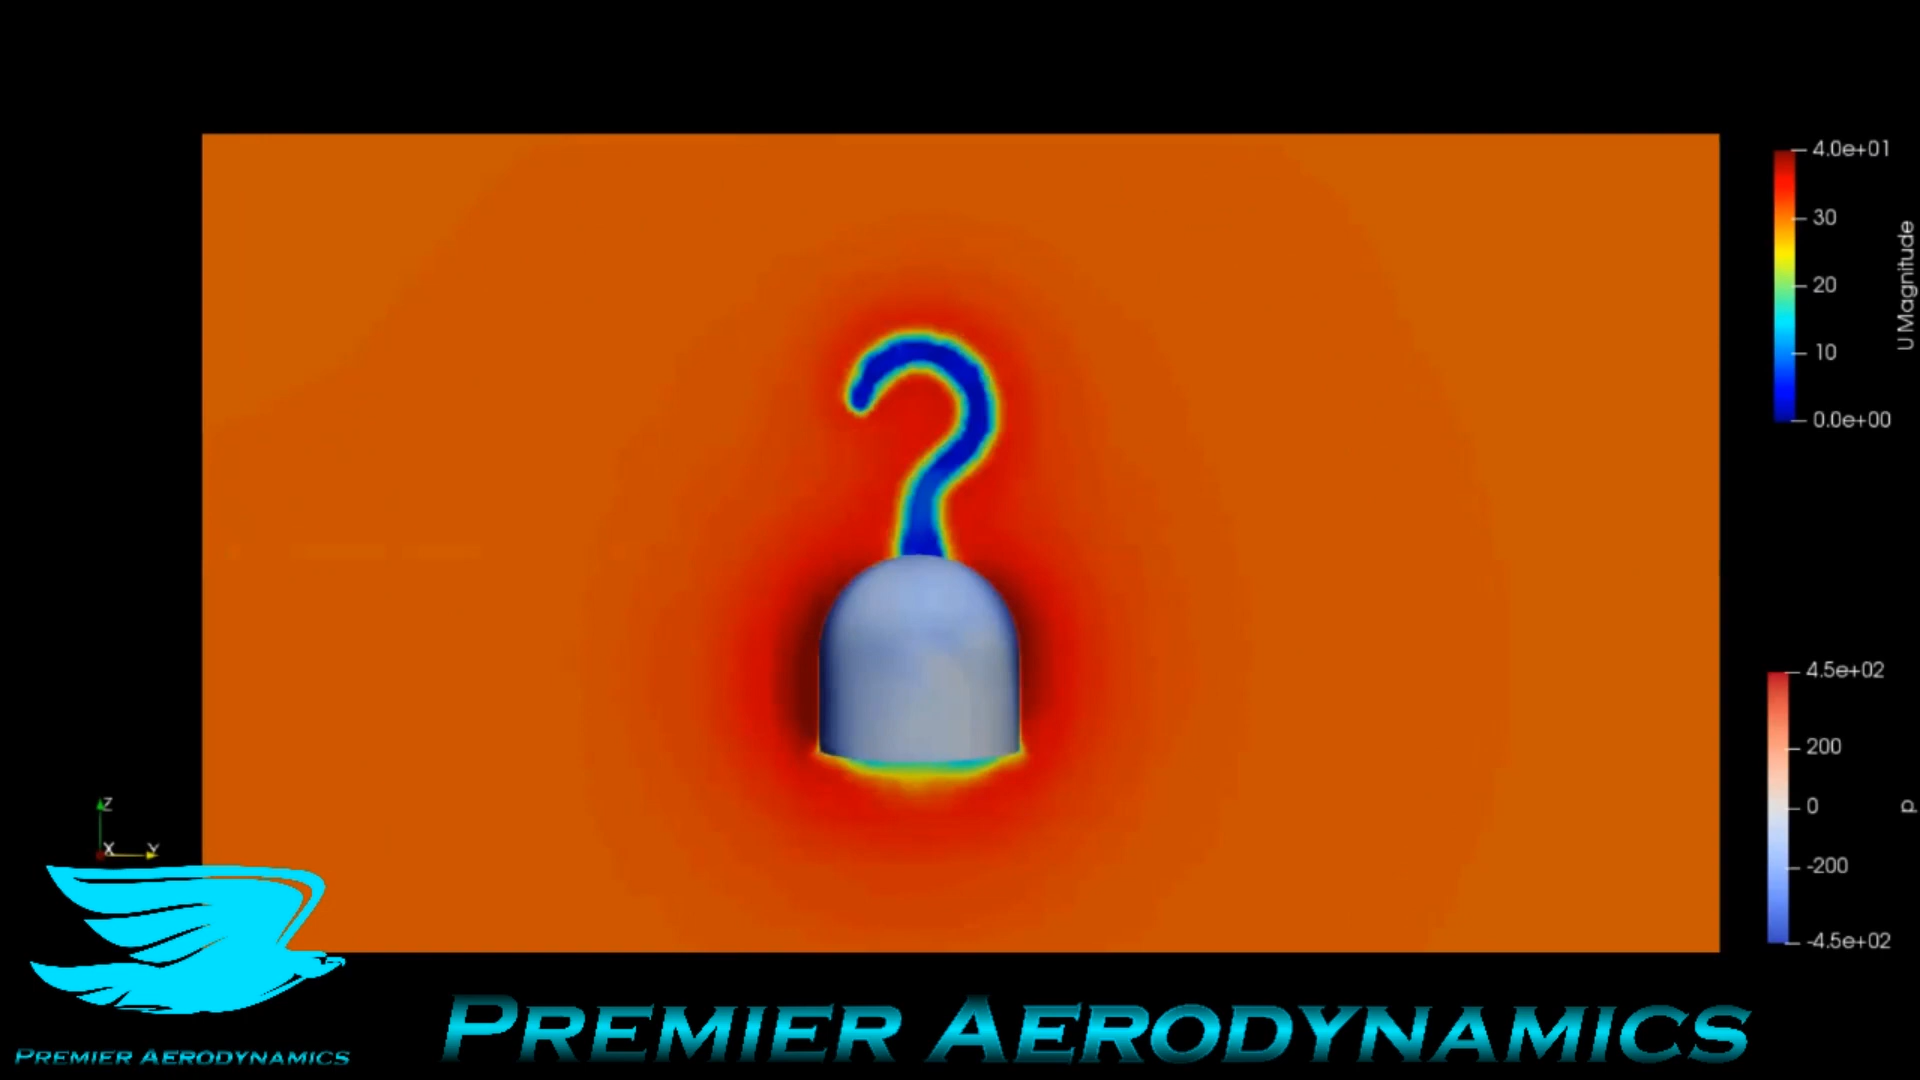 4.0e+01
30
20
10
0.0e+00
U Magnitude
4.5e+02
200
0
-200
-4.5e+02
p
Z
X Y
PREMIER AERODYNAMICS
PREMIER AERODYNAMICS